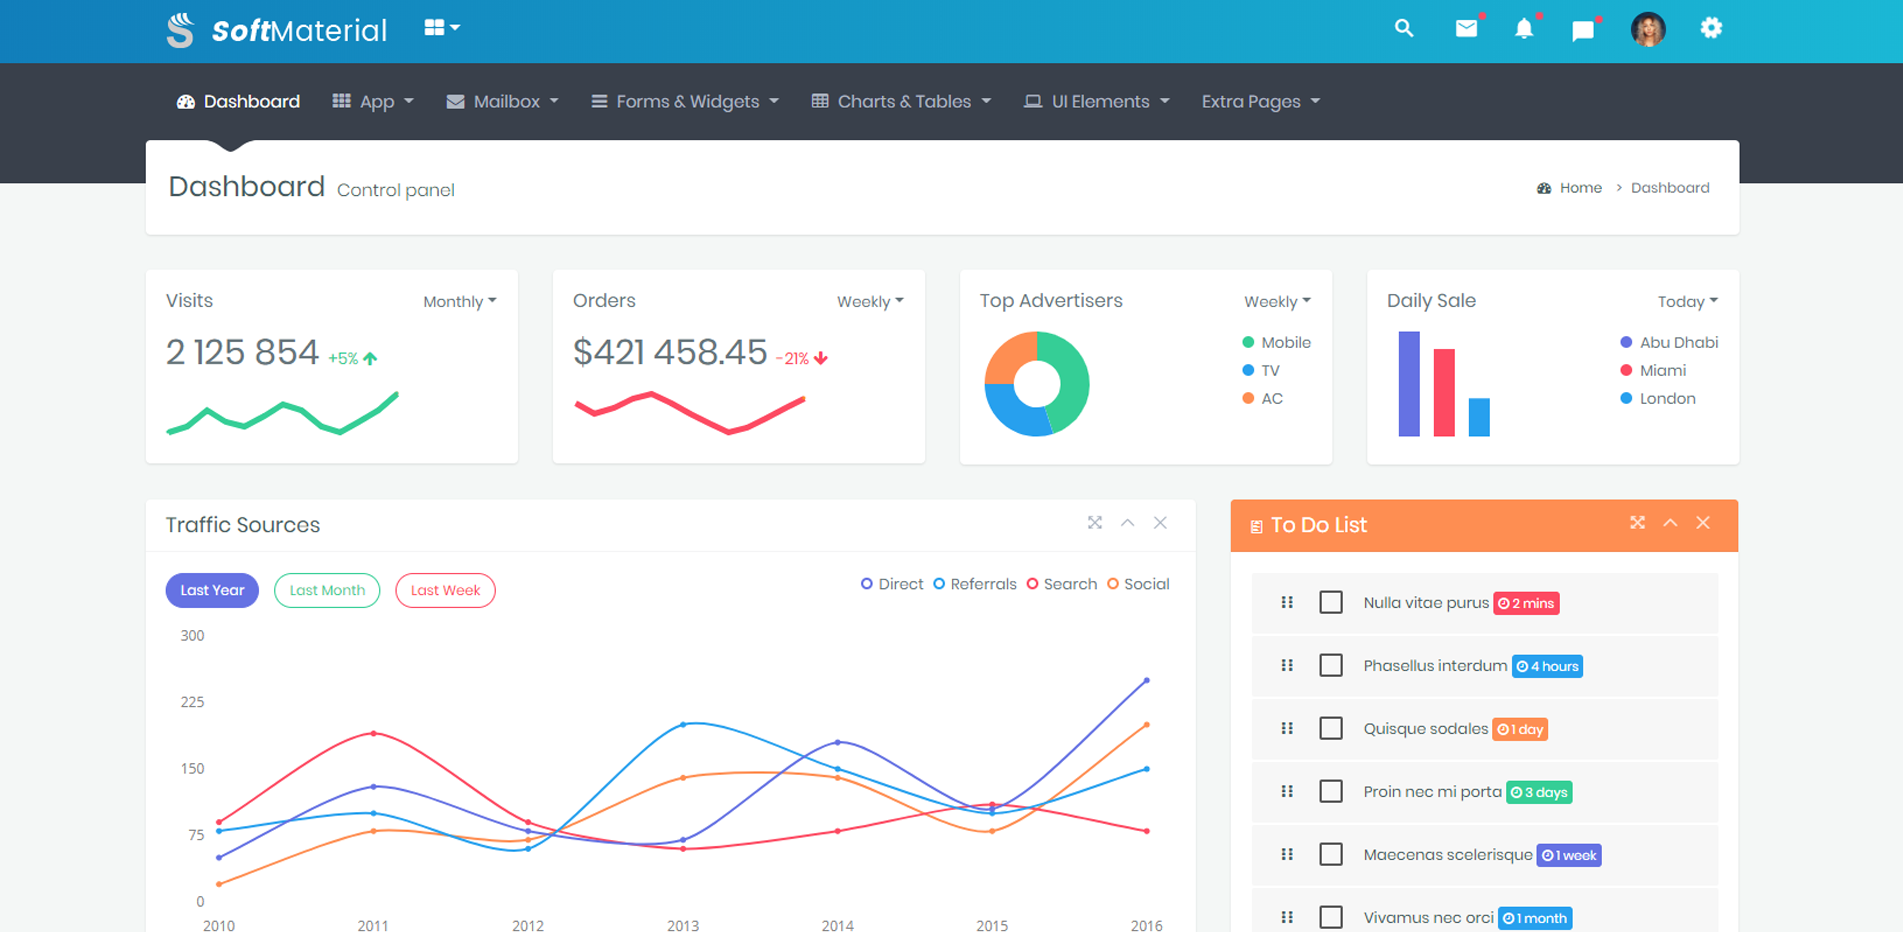 SoftMaterial
Dashboard App Mailbox Forms & Widgets Charts & Tables UI Elements Extra Pages
Dashboard Control panel
Home > Dashboard
Visits Monthly
2 125 854 +5%
Orders Weekly
$421 458.45 -21%
Top Advertisers Weekly
Mobile
TV
AC
Daily Sale Today
Abu Dhabi
Miami
London
Traffic Sources
Last Year Last Month Last Week
Direct Referrals Search Social
300
225
150
75
0
2010 2011 2012 2013 2014 2015 2016
To Do List
Nulla vitae purus 2 mins
Phasellus interdum 4 hours
Quisque sodales 1 day
Proin nec mi porta 3 days
Maecenas scelerisque 1 week
Vivamus nec orci 1 month